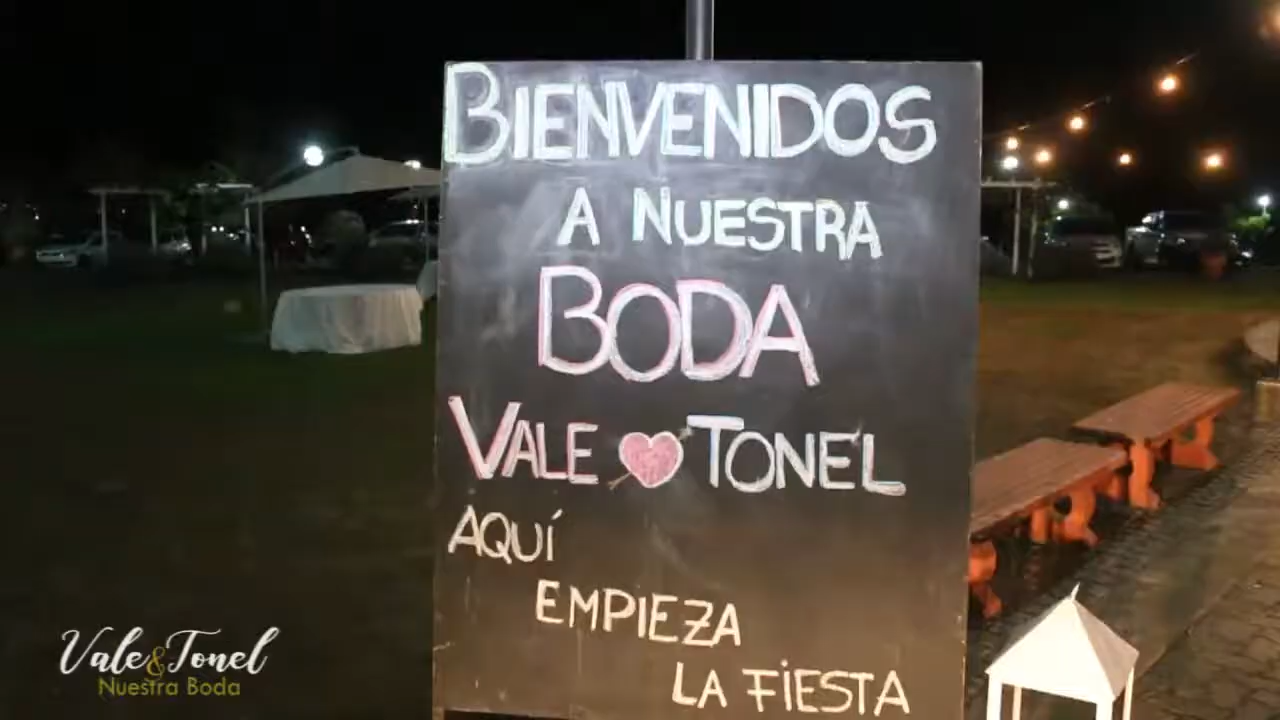 BIENVENIDOS
A NUESTRA
BODA
VALE TONEL
AQUÍ
EMPIEZA
LA FIESTA
Vale & Tonel
Nuestra Boda